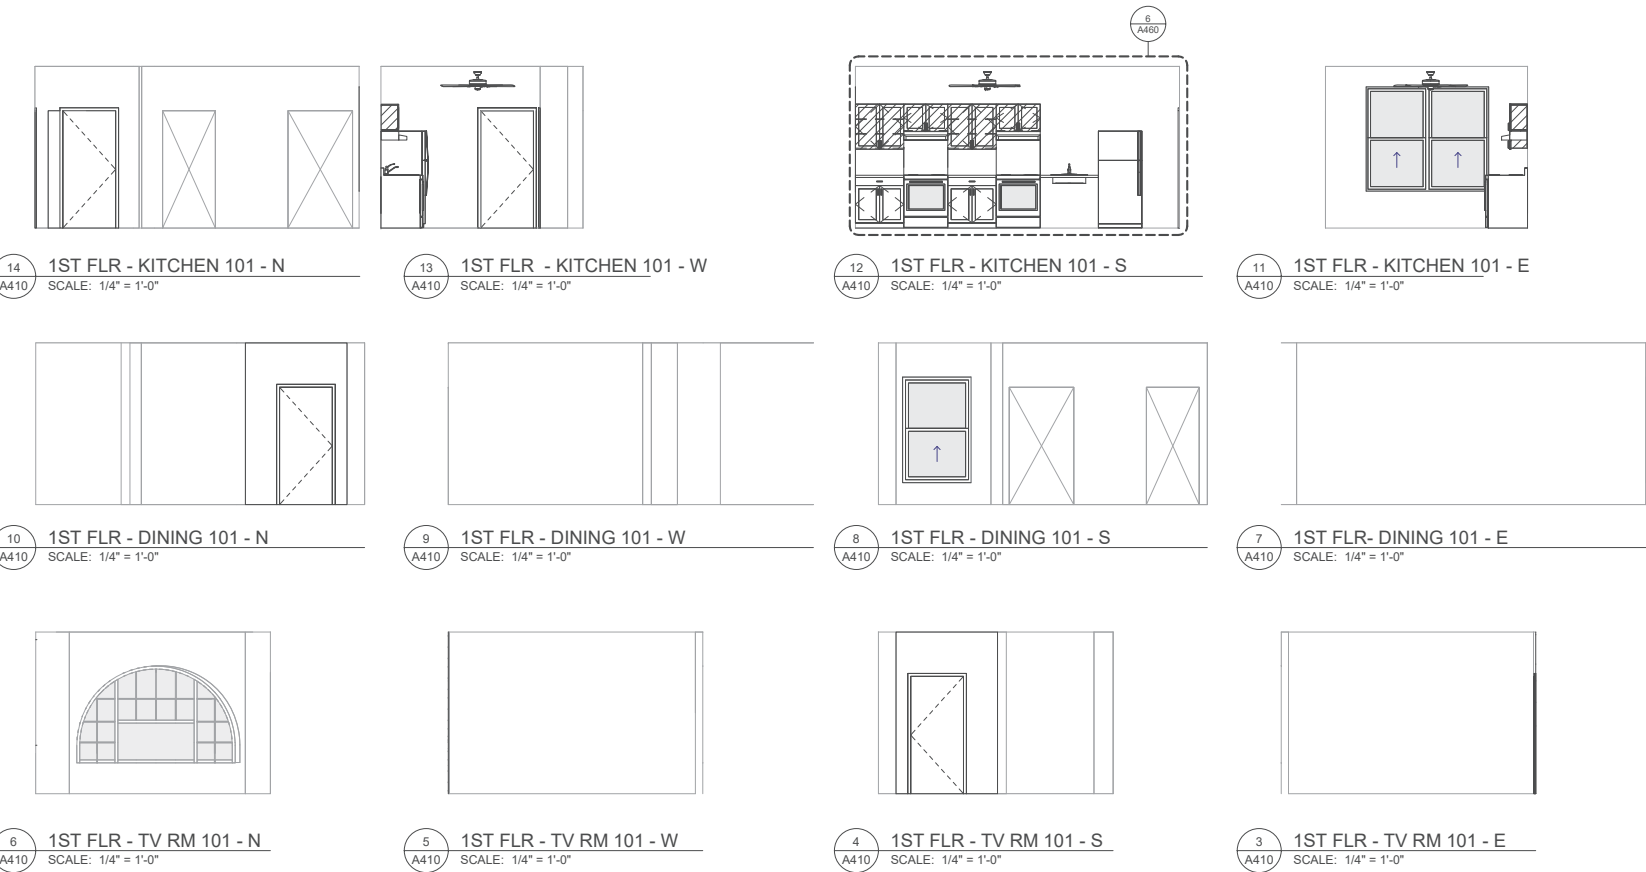 6
A460
14
A410
1ST FLR - KITCHEN 101 - N
SCALE: 1/4" = 1'-0"
13
A410
1ST FLR - KITCHEN 101 - W
SCALE: 1/4" = 1'-0"
12
A410
1ST FLR - KITCHEN 101 - S
SCALE: 1/4" = 1'-0"
11
A410
1ST FLR - KITCHEN 101 - E
SCALE: 1/4" = 1'-0"
10
A410
1ST FLR - DINING 101 - N
SCALE: 1/4" = 1'-0"
9
A410
1ST FLR - DINING 101 - W
SCALE: 1/4" = 1'-0"
8
A410
1ST FLR - DINING 101 - S
SCALE: 1/4" = 1'-0"
7
A410
1ST FLR- DINING 101 - E
SCALE: 1/4" = 1'-0"
6
A410
1ST FLR - TV RM 101 - N
SCALE: 1/4" = 1'-0"
5
A410
1ST FLR - TV RM 101 - W
SCALE: 1/4" = 1'-0"
4
A410
1ST FLR - TV RM 101 - S
SCALE: 1/4" = 1'-0"
3
A410
1ST FLR - TV RM 101 - E
SCALE: 1/4" = 1'-0"